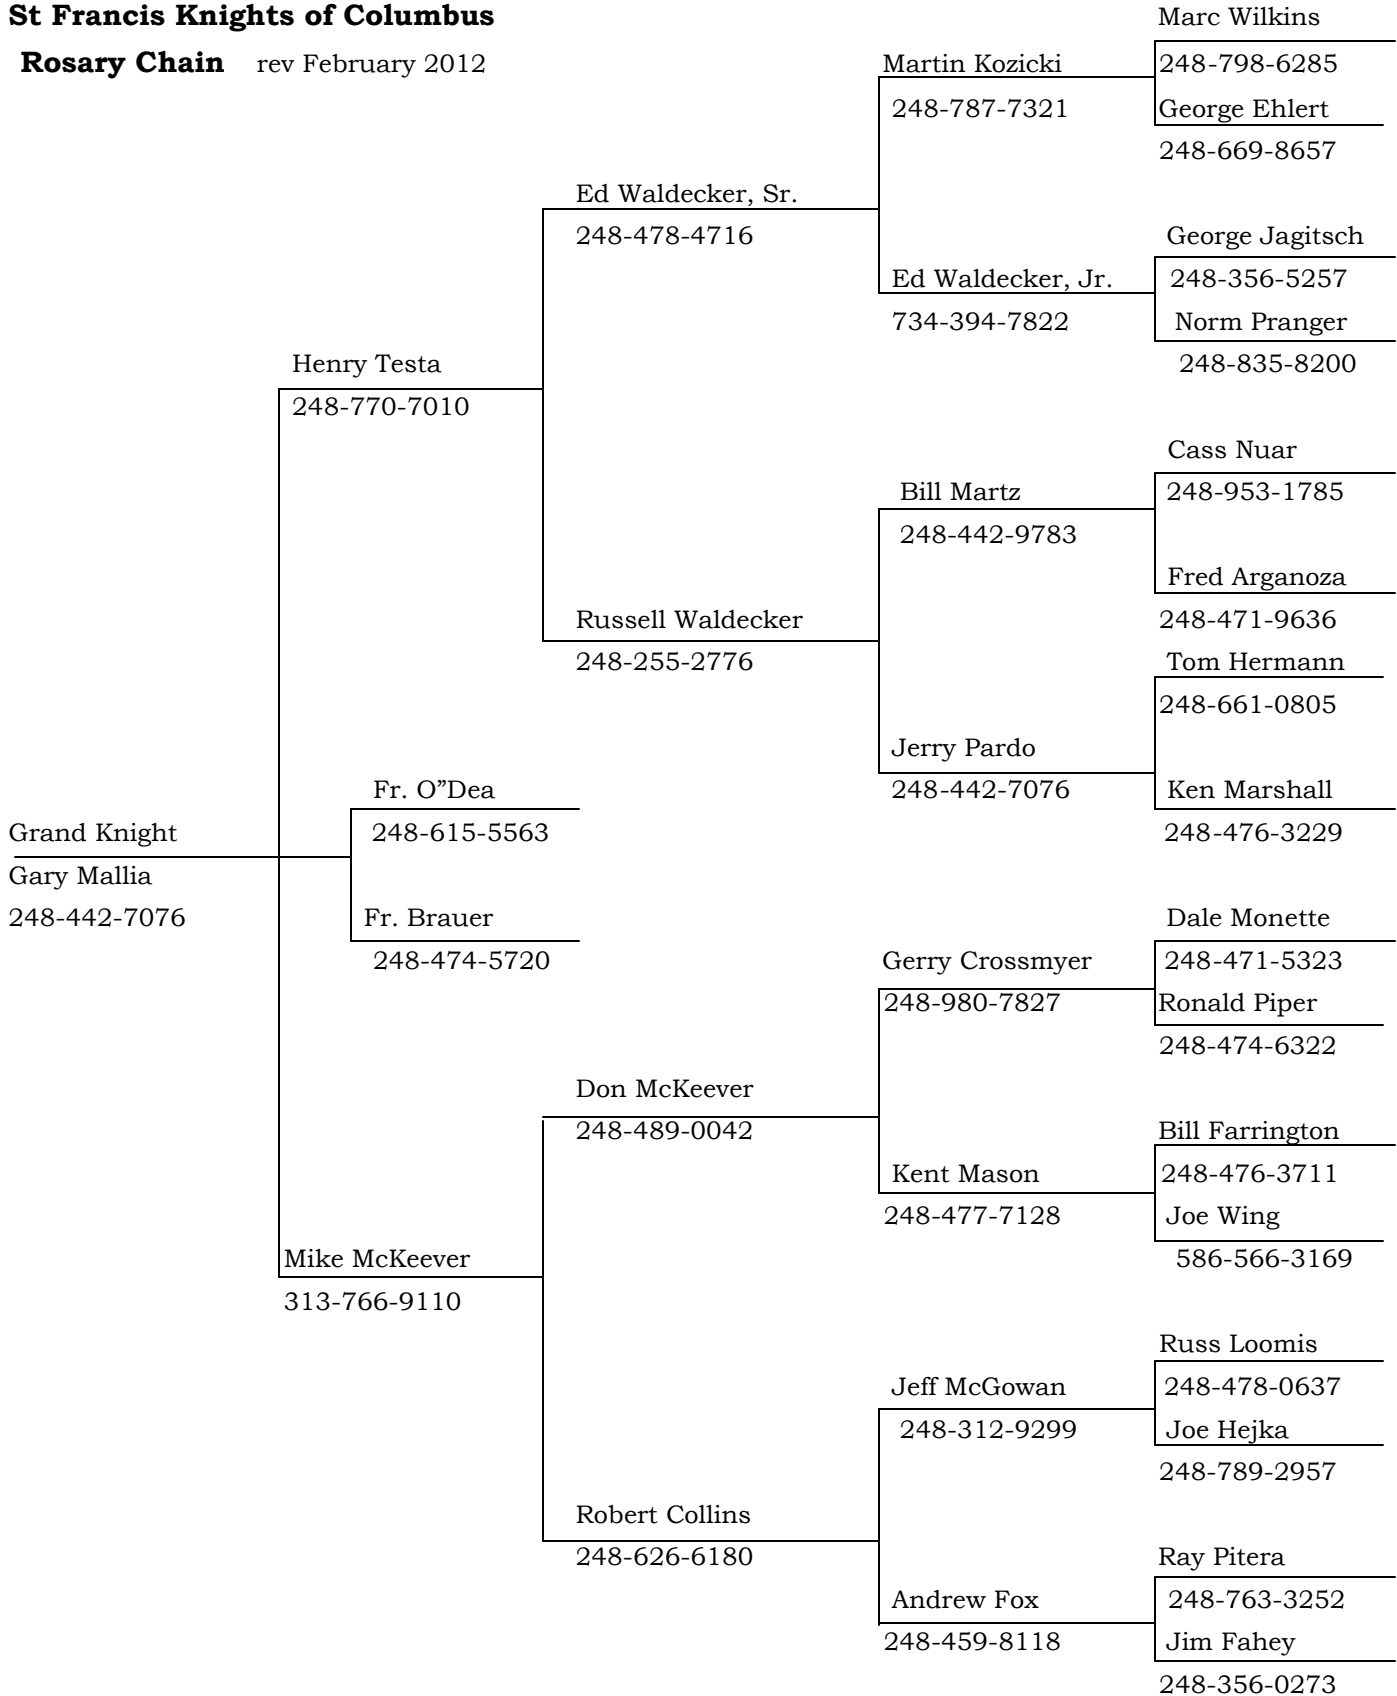 St Francis Knights of Columbus
Rosary Chain rev February 2012
Grand Knight
Gary Mallia
248-442-7076
Fr. O”Dea
248-615-5563
Fr. Brauer
248-474-5720
Henry Testa
248-770-7010
Mike McKeever
313-766-9110
Ed Waldecker, Sr.
248-478-4716
Russell Waldecker
248-255-2776
Don McKeever
248-489-0042
Robert Collins
248-626-6180
Martin Kozicki
248-787-7321
Ed Waldecker, Jr.
734-394-7822
Bill Martz
248-442-9783
Jerry Pardo
248-442-7076
Gerry Crossmyer
248-980-7827
Kent Mason
248-477-7128
Jeff McGowan
248-312-9299
Andrew Fox
248-459-8118
Marc Wilkins
248-798-6285
George Ehlert
248-669-8657
George Jagitsch
248-356-5257
Norm Pranger
248-835-8200
Cass Nuar
248-953-1785
Fred Arganoza
248-471-9636
Tom Hermann
248-661-0805
Ken Marshall
248-476-3229
Dale Monette
248-471-5323
Ronald Piper
248-474-6322
Bill Farrington
248-476-3711
Joe Wing
586-566-3169
Russ Loomis
248-478-0637
Joe Hejka
248-789-2957
Ray Pitera
248-763-3252
Jim Fahey
248-356-0273